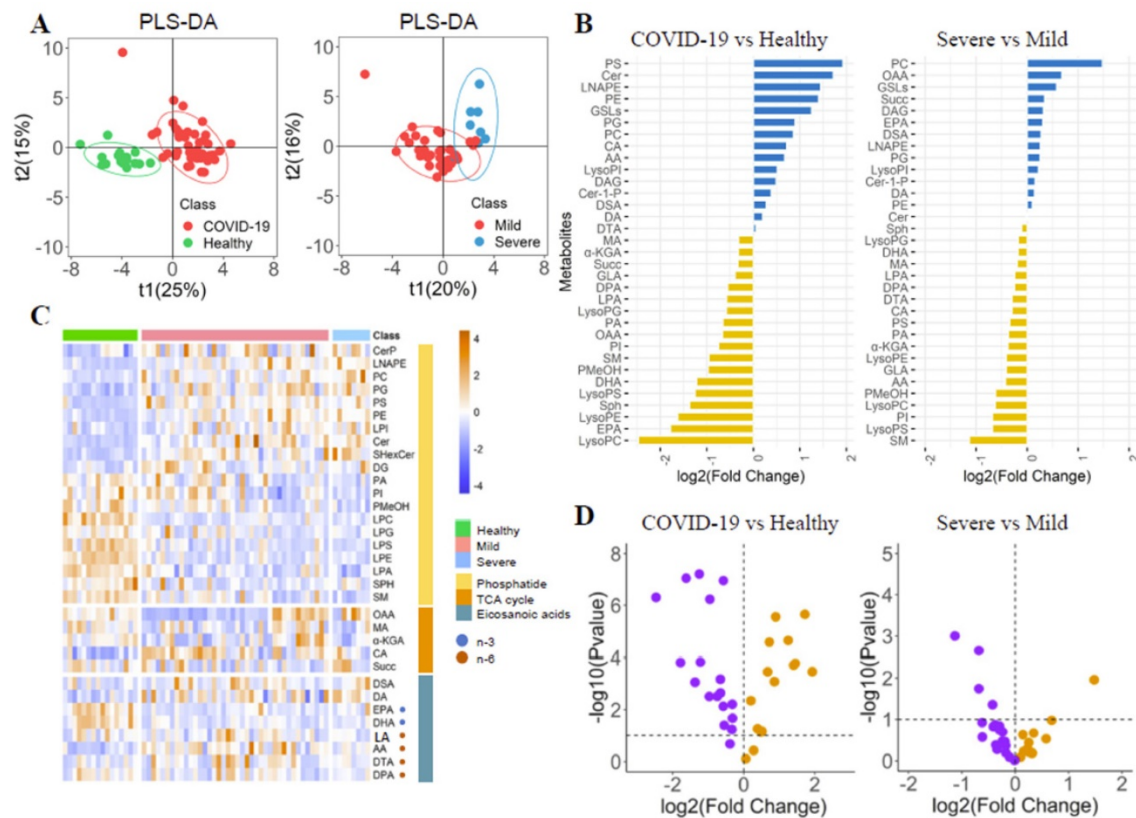 A
PLS-DA
PLS-DA
t2(15%)
10
5
0
-10
-8
-4
0
4
8
t1(25%)
Class
COVID-19
Healthy
t2(16%)
10
5
0
-10
-8
-4
0
4
8
t1(20%)
Class
Mild
Severe
B
COVID-19 vs Healthy
Severe vs Mild
Metabolites
PS
Cer
LNAPE
PE
GSLs
PG
PC
CA
AA
LysoPI
DAG
Cer-1-P
DSA
DA
DTA
MA
α-KGA
Succ
GLA
DPA
LPA
LysoPG
PA
OAA
PI
SM
PMeOH
DHA
LysoPS
Sph
LysoPE
EPA
LysoPC
-2
-1
0
1
2
log2(Fold Change)
PC
OAA
GSLs
Succ
DAG
EPA
DSA
LNAPE
PG
LysoPI
Cer-1-P
DA
PE
Cer
Sph
LysoPG
DHA
MA
LPA
DPA
DTA
CA
PS
PA
α-KGA
LysoPE
GLA
AA
PMeOH
LysoPC
PI
LysoPS
SM
-2
-1
0
1
2
log2(Fold Change)
C
Class
CerP
LNAPE
PC
PG
PS
PE
LPI
Cer
SHexCer
DG
PA
PI
PMeOH
LPC
LPG
LPS
LPE
LPA
SPH
SM
OAA
MA
α-KGA
CA
Succ
DSA
DA
EPA
DHA
LA
AA
DTA
DPA
4
2
0
-2
-4
Healthy
Mild
Severe
Phosphatide
TCA cycle
Eicosanoic acids
n-3
n-6
D
COVID-19 vs Healthy
Severe vs Mild
-log10(Pvalue)
8
6
4
2
0
-2
0
2
log2(Fold Change)
-log10(Pvalue)
5
4
3
2
1
0
-2
-1
0
1
2
log2(Fold Change)